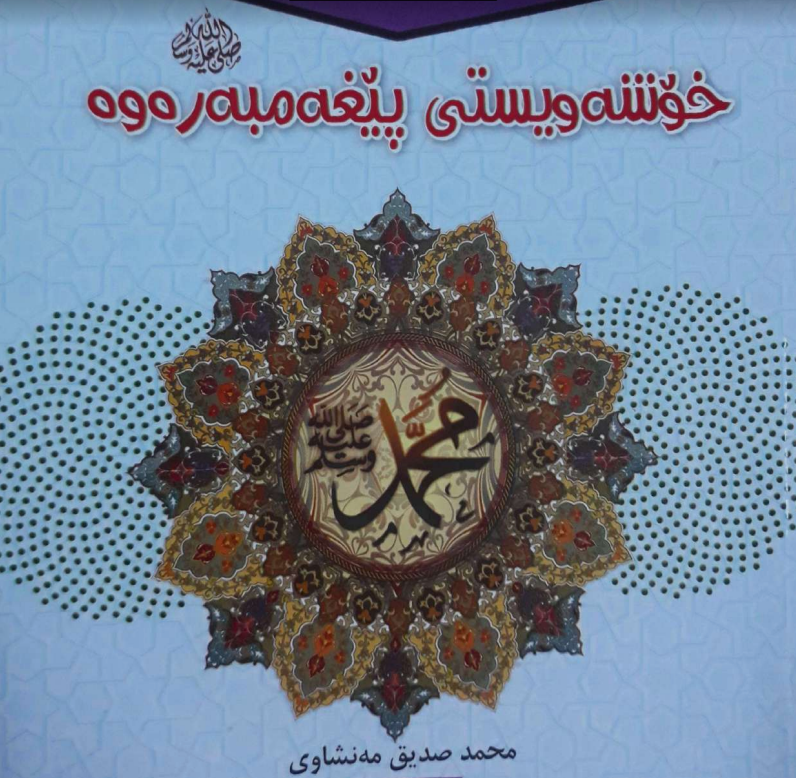 صلى الله عليه وسلم
خۆشەویستی پێغەمبەرەوە
محمد
صلى الله عليه وسلم
محمد صدیق مەنشاوی